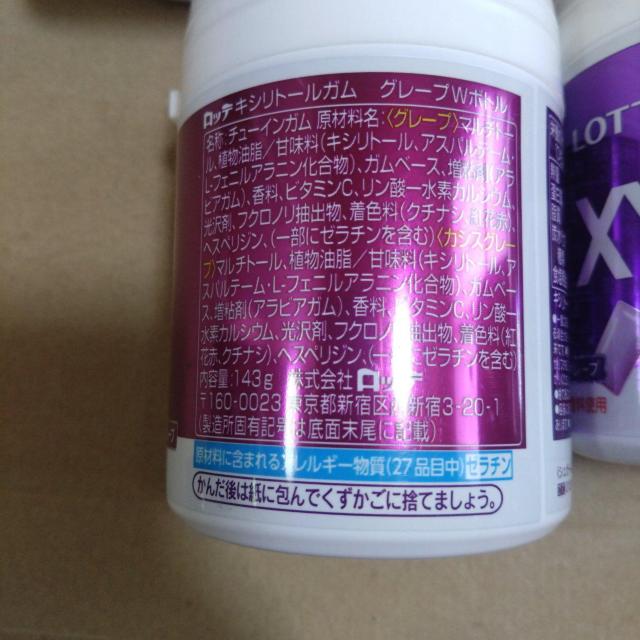 ロッテ キシリトールガム グレープWボトル
名称:チューインガム 原材料名:〈グレープ〉マルチトー
ル、植物油脂/甘味料(キシリトール、アスパルテーム・
L-フェニルアラニン化合物)、ガムベース、増粘剤(アラ
ビアガム)、香料、ビタミンC、リン酸一水素カルシウム、
光沢剤、フクロノリ抽出物、着色料(クチナシ、紅花赤)、
ヘスペリジン、(一部にゼラチンを含む)〈カシスグレー
プ〉マルチトール、植物油脂/甘味料(キシリトール、ア
スパルテーム・L-フェニルアラニン化合物)、ガムベー
ス、増粘剤(アラビアガム)、香料、ビタミンC、リン酸一
水素カルシウム、光沢剤、フクロノリ抽出物、着色料(紅
花赤、クチナシ)、ヘスペリジン、(一部にゼラチンを含む)
内容量:143g 株式会社 ロッテ
〒160-0023 東京都新宿区西新宿3-20-1
(製造所固有記号は底面末尾に記載)
原材料に含まれるアレルギー物質(27品目中)ゼラチン
かんだ後は紙に包んでくずかごに捨てましょう。
LOT
XY